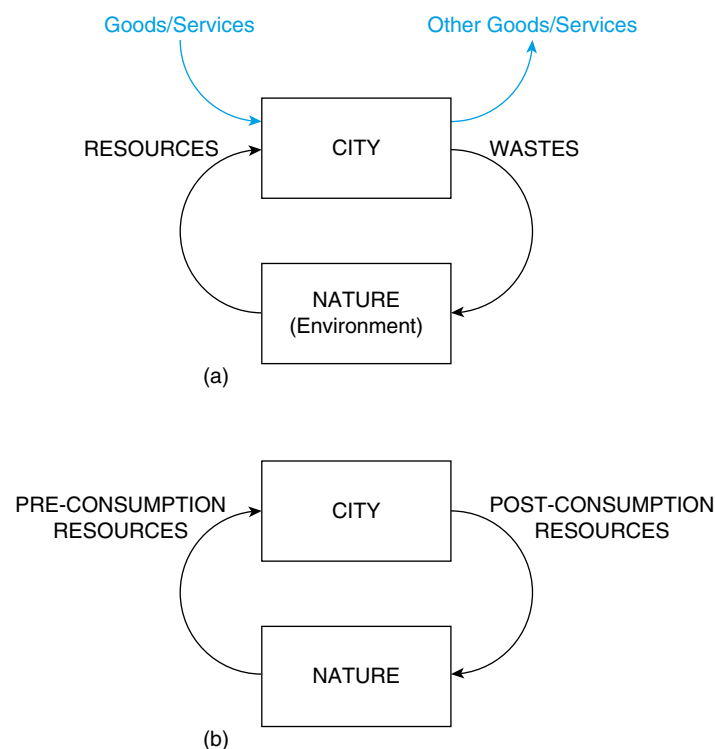 Goods/Services
Other Goods/Services
RESOURCES
CITY
WASTES
NATURE
(Environment)
(a)
PRE-CONSUMPTION
RESOURCES
CITY
POST-CONSUMPTION
RESOURCES
NATURE
(b)